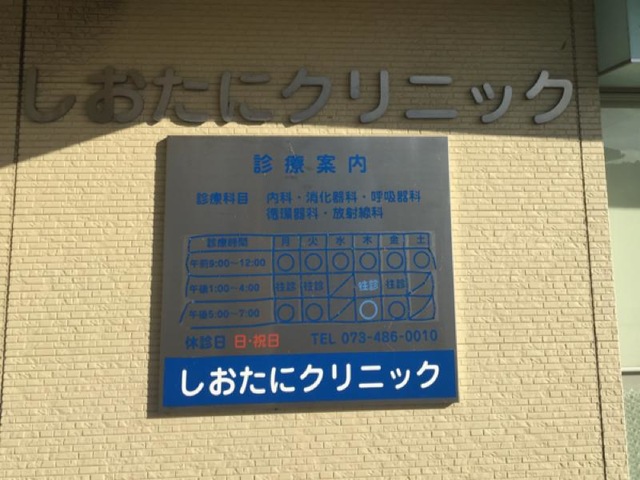 しおたにクリニック
診療案内
診療科目 内科・消化器科・呼吸器科
循環器科・放射線科
診療時間 月 火 水 木 金 土
午前9:00〜12:00 ○ ○ ○ ○ ○ ○
午後1:00〜4:00 往診 往診 ／ 往診 往診 ／
午後5:00〜7:00 ○ ○ ／ ○ ○ ／
休診日 日・祝日 TEL 073-486-0010
しおたにクリニック